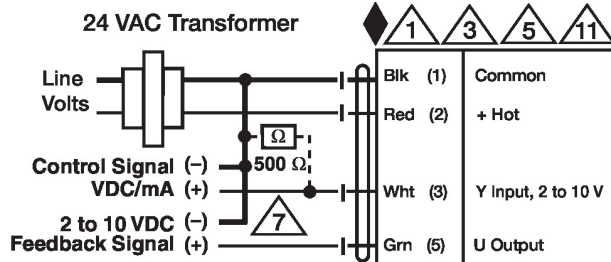 24 VAC Transformer
1 3 5 11
Line
Volts
Blk (1) Common
Red (2) + Hot
Ω
500 Ω
Control Signal (–)
VDC/mA (+)
Wht (3) Y Input, 2 to 10 V
7
2 to 10 VDC (–)
Feedback Signal (+)
Grn (5) U Output